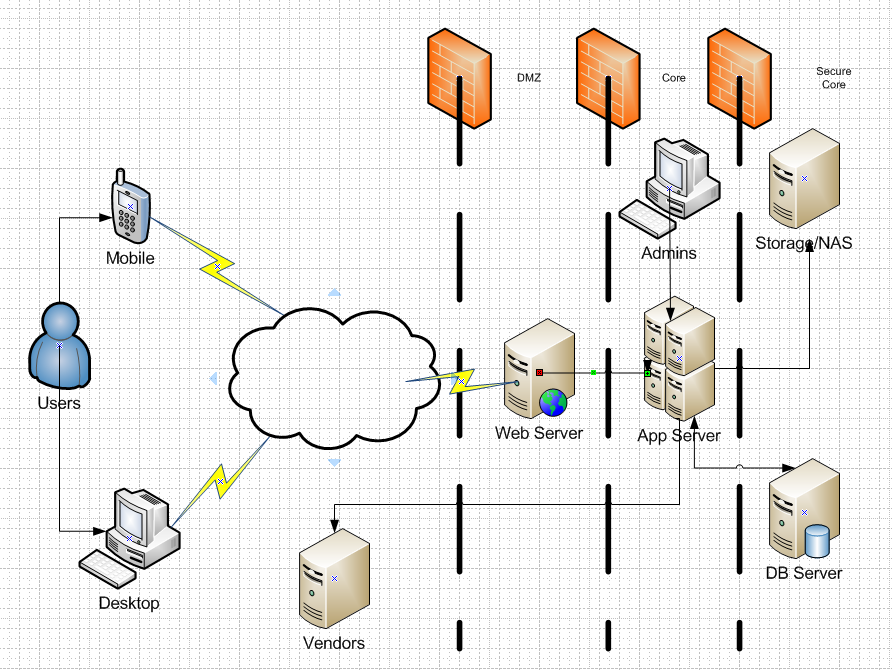 DMZ
Core
Secure
Core
Mobile
Admins
Storage/NAS
Users
Web Server
App Server
DB Server
Desktop
Vendors